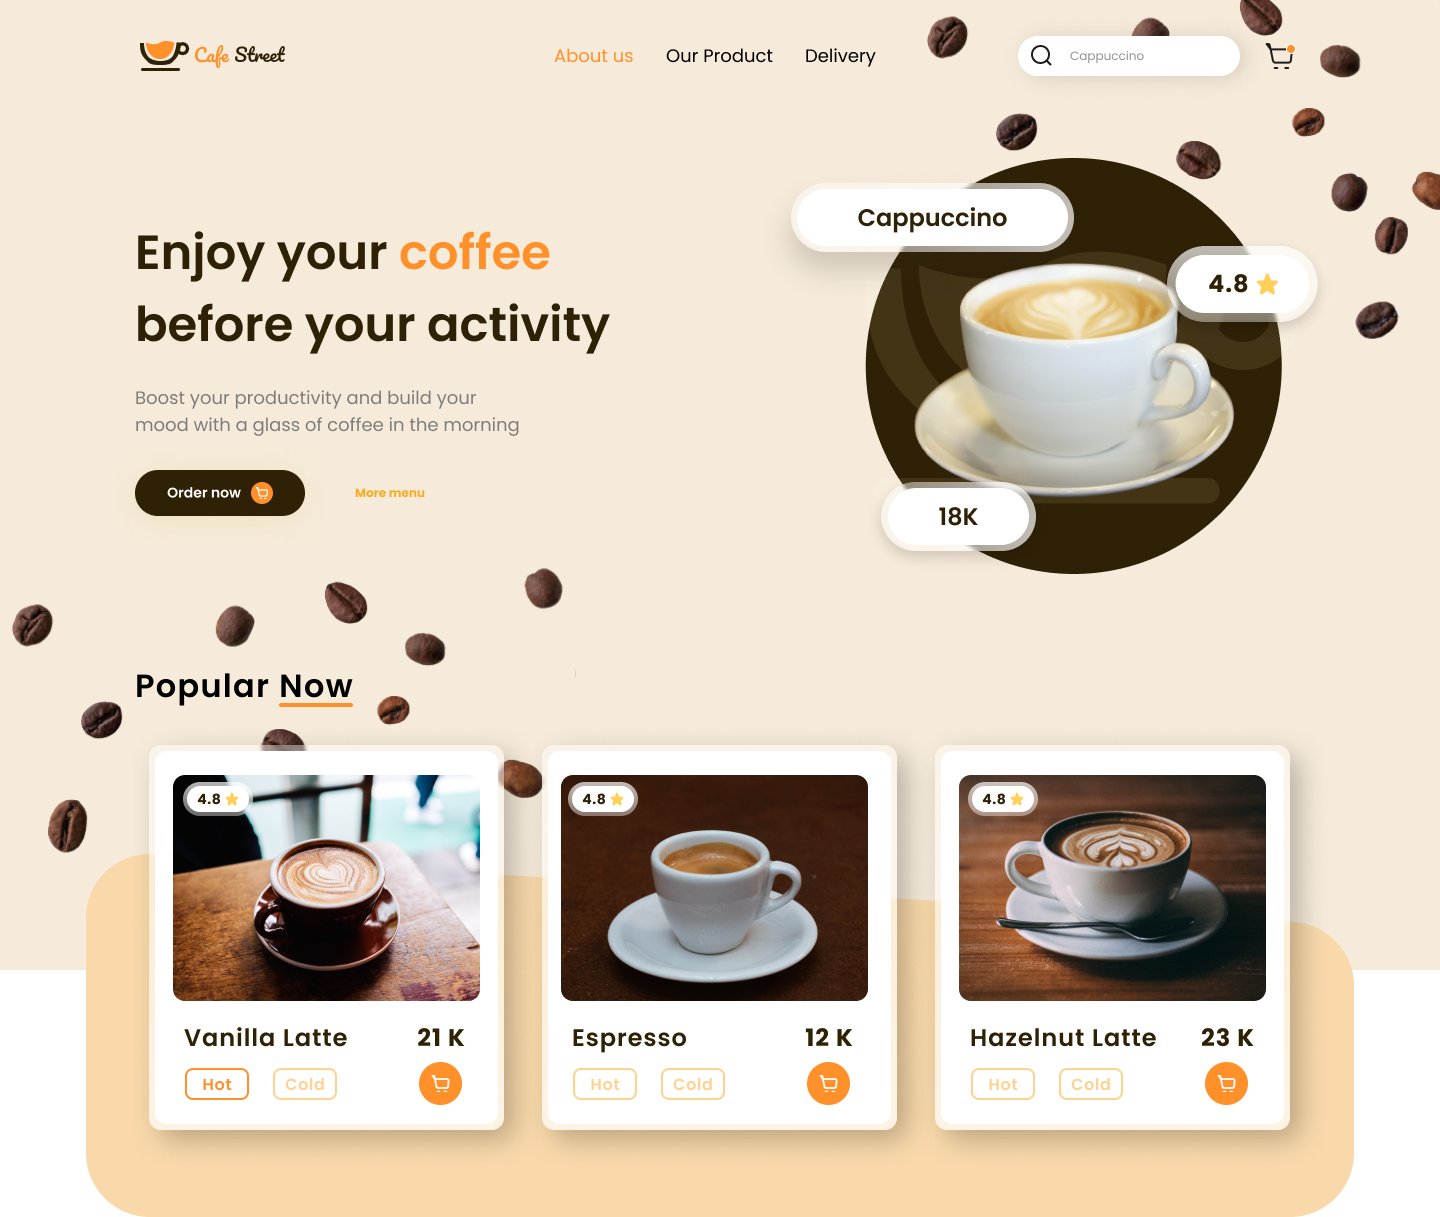 Cafe Street
About us
Our Product
Delivery
Cappuccino
Cappuccino
Enjoy your coffee
before your activity
4.8
Boost your productivity and build your
mood with a glass of coffee in the morning
Order now
More menu
18K
Popular Now
4.8
4.8
4.8
Vanilla Latte
21 K
Hot
Cold
Espresso
12 K
Hot
Cold
Hazelnut Latte
23 K
Hot
Cold